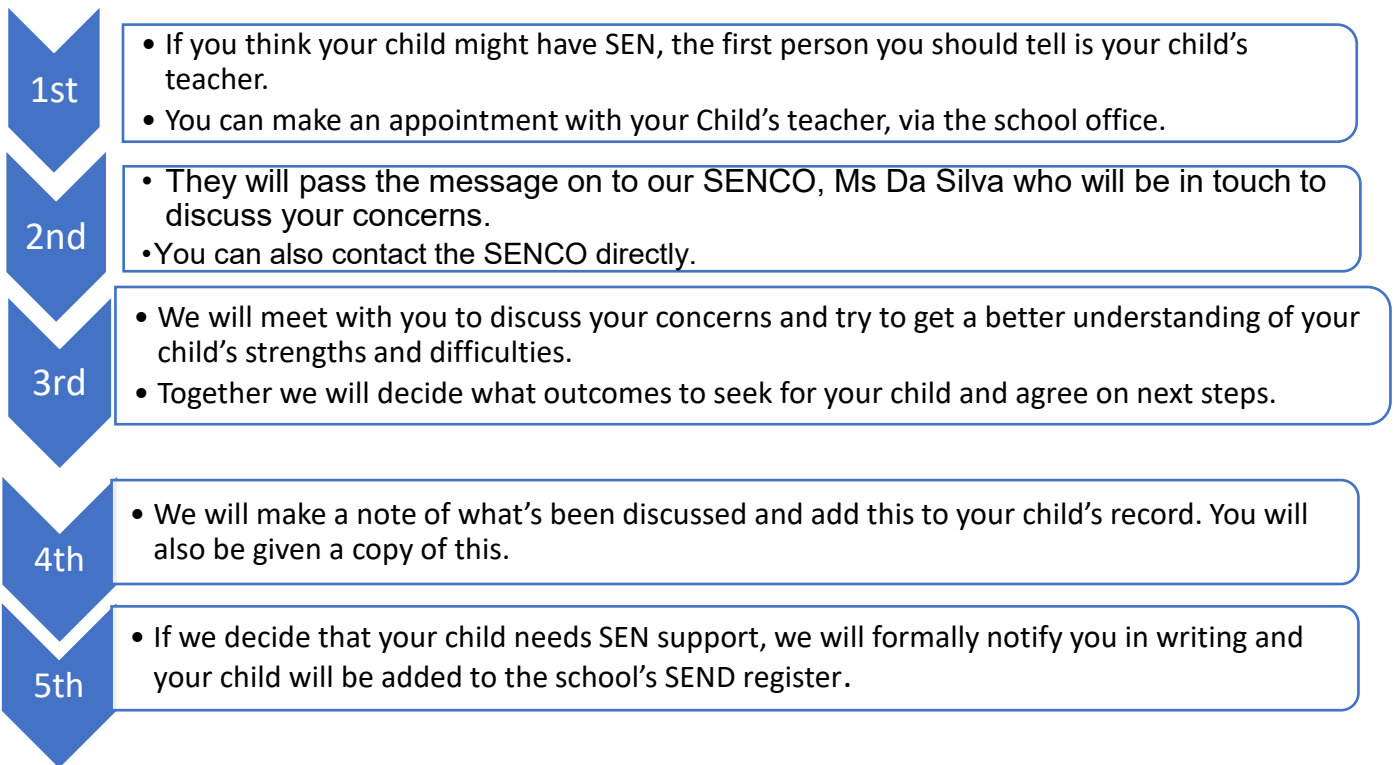 1st
• If you think your child might have SEN, the first person you should tell is your child’s
teacher.
• You can make an appointment with your Child’s teacher, via the school office.
2nd
• They will pass the message on to our SENCO, Ms Da Silva who will be in touch to
discuss your concerns.
•You can also contact the SENCO directly.
3rd
• We will meet with you to discuss your concerns and try to get a better understanding of your
child’s strengths and difficulties.
• Together we will decide what outcomes to seek for your child and agree on next steps.
4th
• We will make a note of what’s been discussed and add this to your child’s record. You will
also be given a copy of this.
5th
• If we decide that your child needs SEN support, we will formally notify you in writing and
your child will be added to the school’s SEND register.